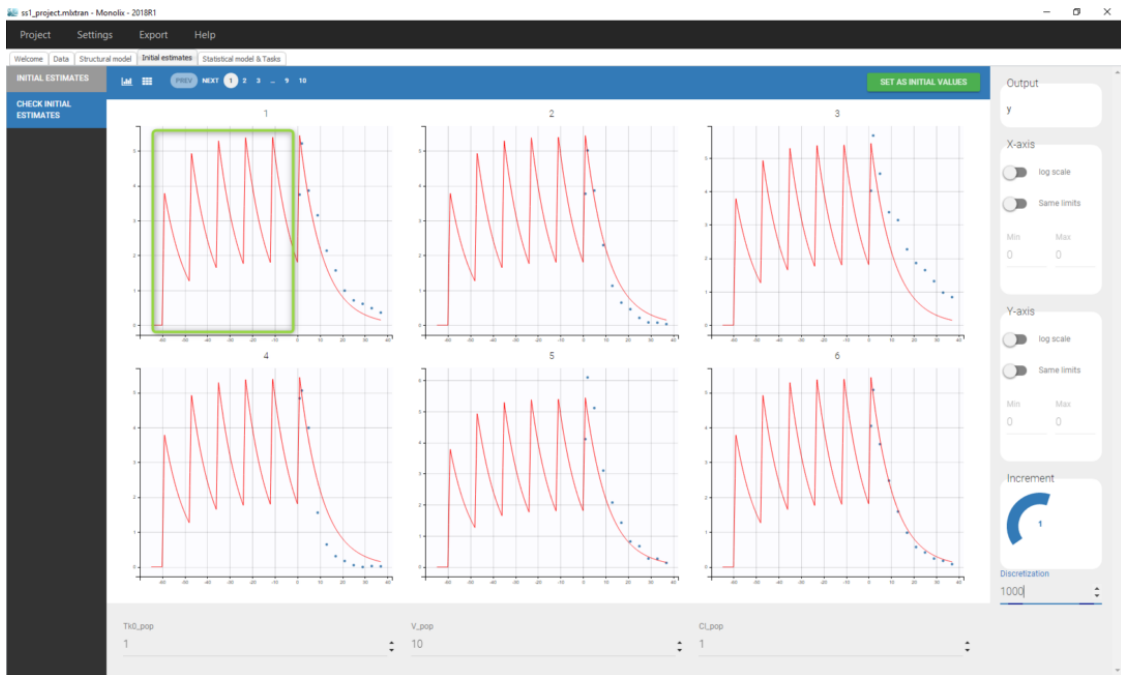 ss1_project.mlxtran - Monolix - 2018R1
Project Settings Export Help
Welcome Data Structural model Initial estimates Statistical model & Tasks
INITIAL ESTIMATES
CHECK INITIAL
ESTIMATES
PREV NEXT 1 2 3 ... 9 10
SET AS INITIAL VALUES
1
2
3
4
5
6
Output
y
X-axis
log scale
Same limits
Min Max
0 0
Y-axis
log scale
Same limits
Min Max
0 0
Increment
1
Discretization
1000
Tk0_pop V_pop Cl_pop
1 10 1